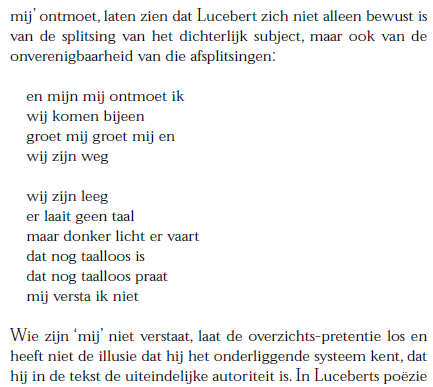 mij’ ontmoet, laten zien dat Lucebert zich niet alleen bewust is
van de splitsing van het dichterlijk subject, maar ook van de
onverenigbaarheid van die afsplitsingen:
en mijn mij ontmoet ik
wij komen bijeen
groet mij groet mij en
wij zijn weg
wij zijn leeg
er laait geen taal
maar donker licht er vaart
dat nog taalloos is
dat nog taalloos praat
mij versta ik niet
Wie zijn ‘mij’ niet verstaat, laat de overzichts-pretentie los en
heeft niet de illusie dat hij het onderliggende systeem kent, dat
hij in de tekst de uiteindelijke autoriteit is. In Luceberts poëzie